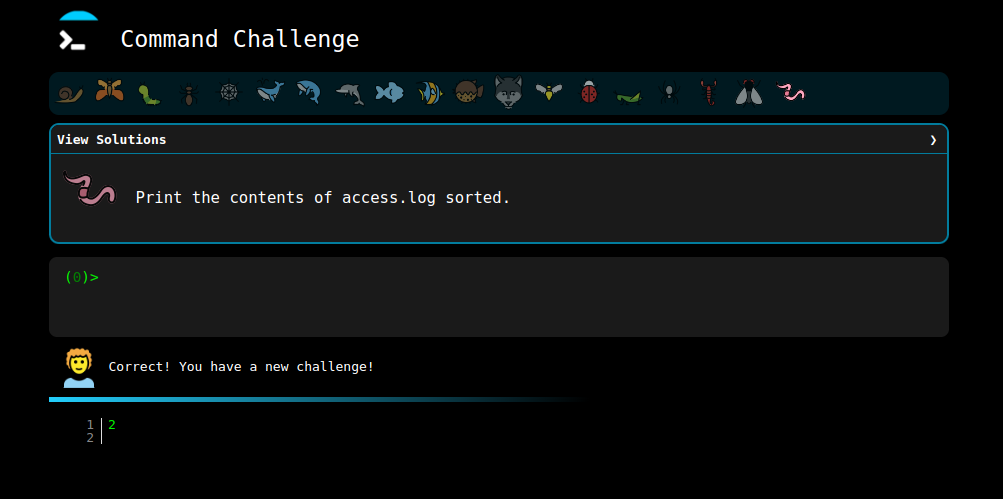 Command Challenge
View Solutions ❯
Print the contents of access.log sorted.
(0)>
Correct! You have a new challenge!
1 2
2